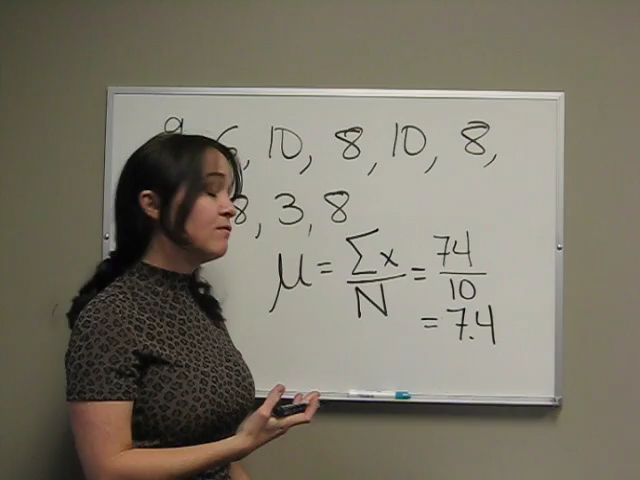 9, 6, 10, 8, 10, 8,
8, 3, 8
μ = Σx/N = 74/10
= 7.4